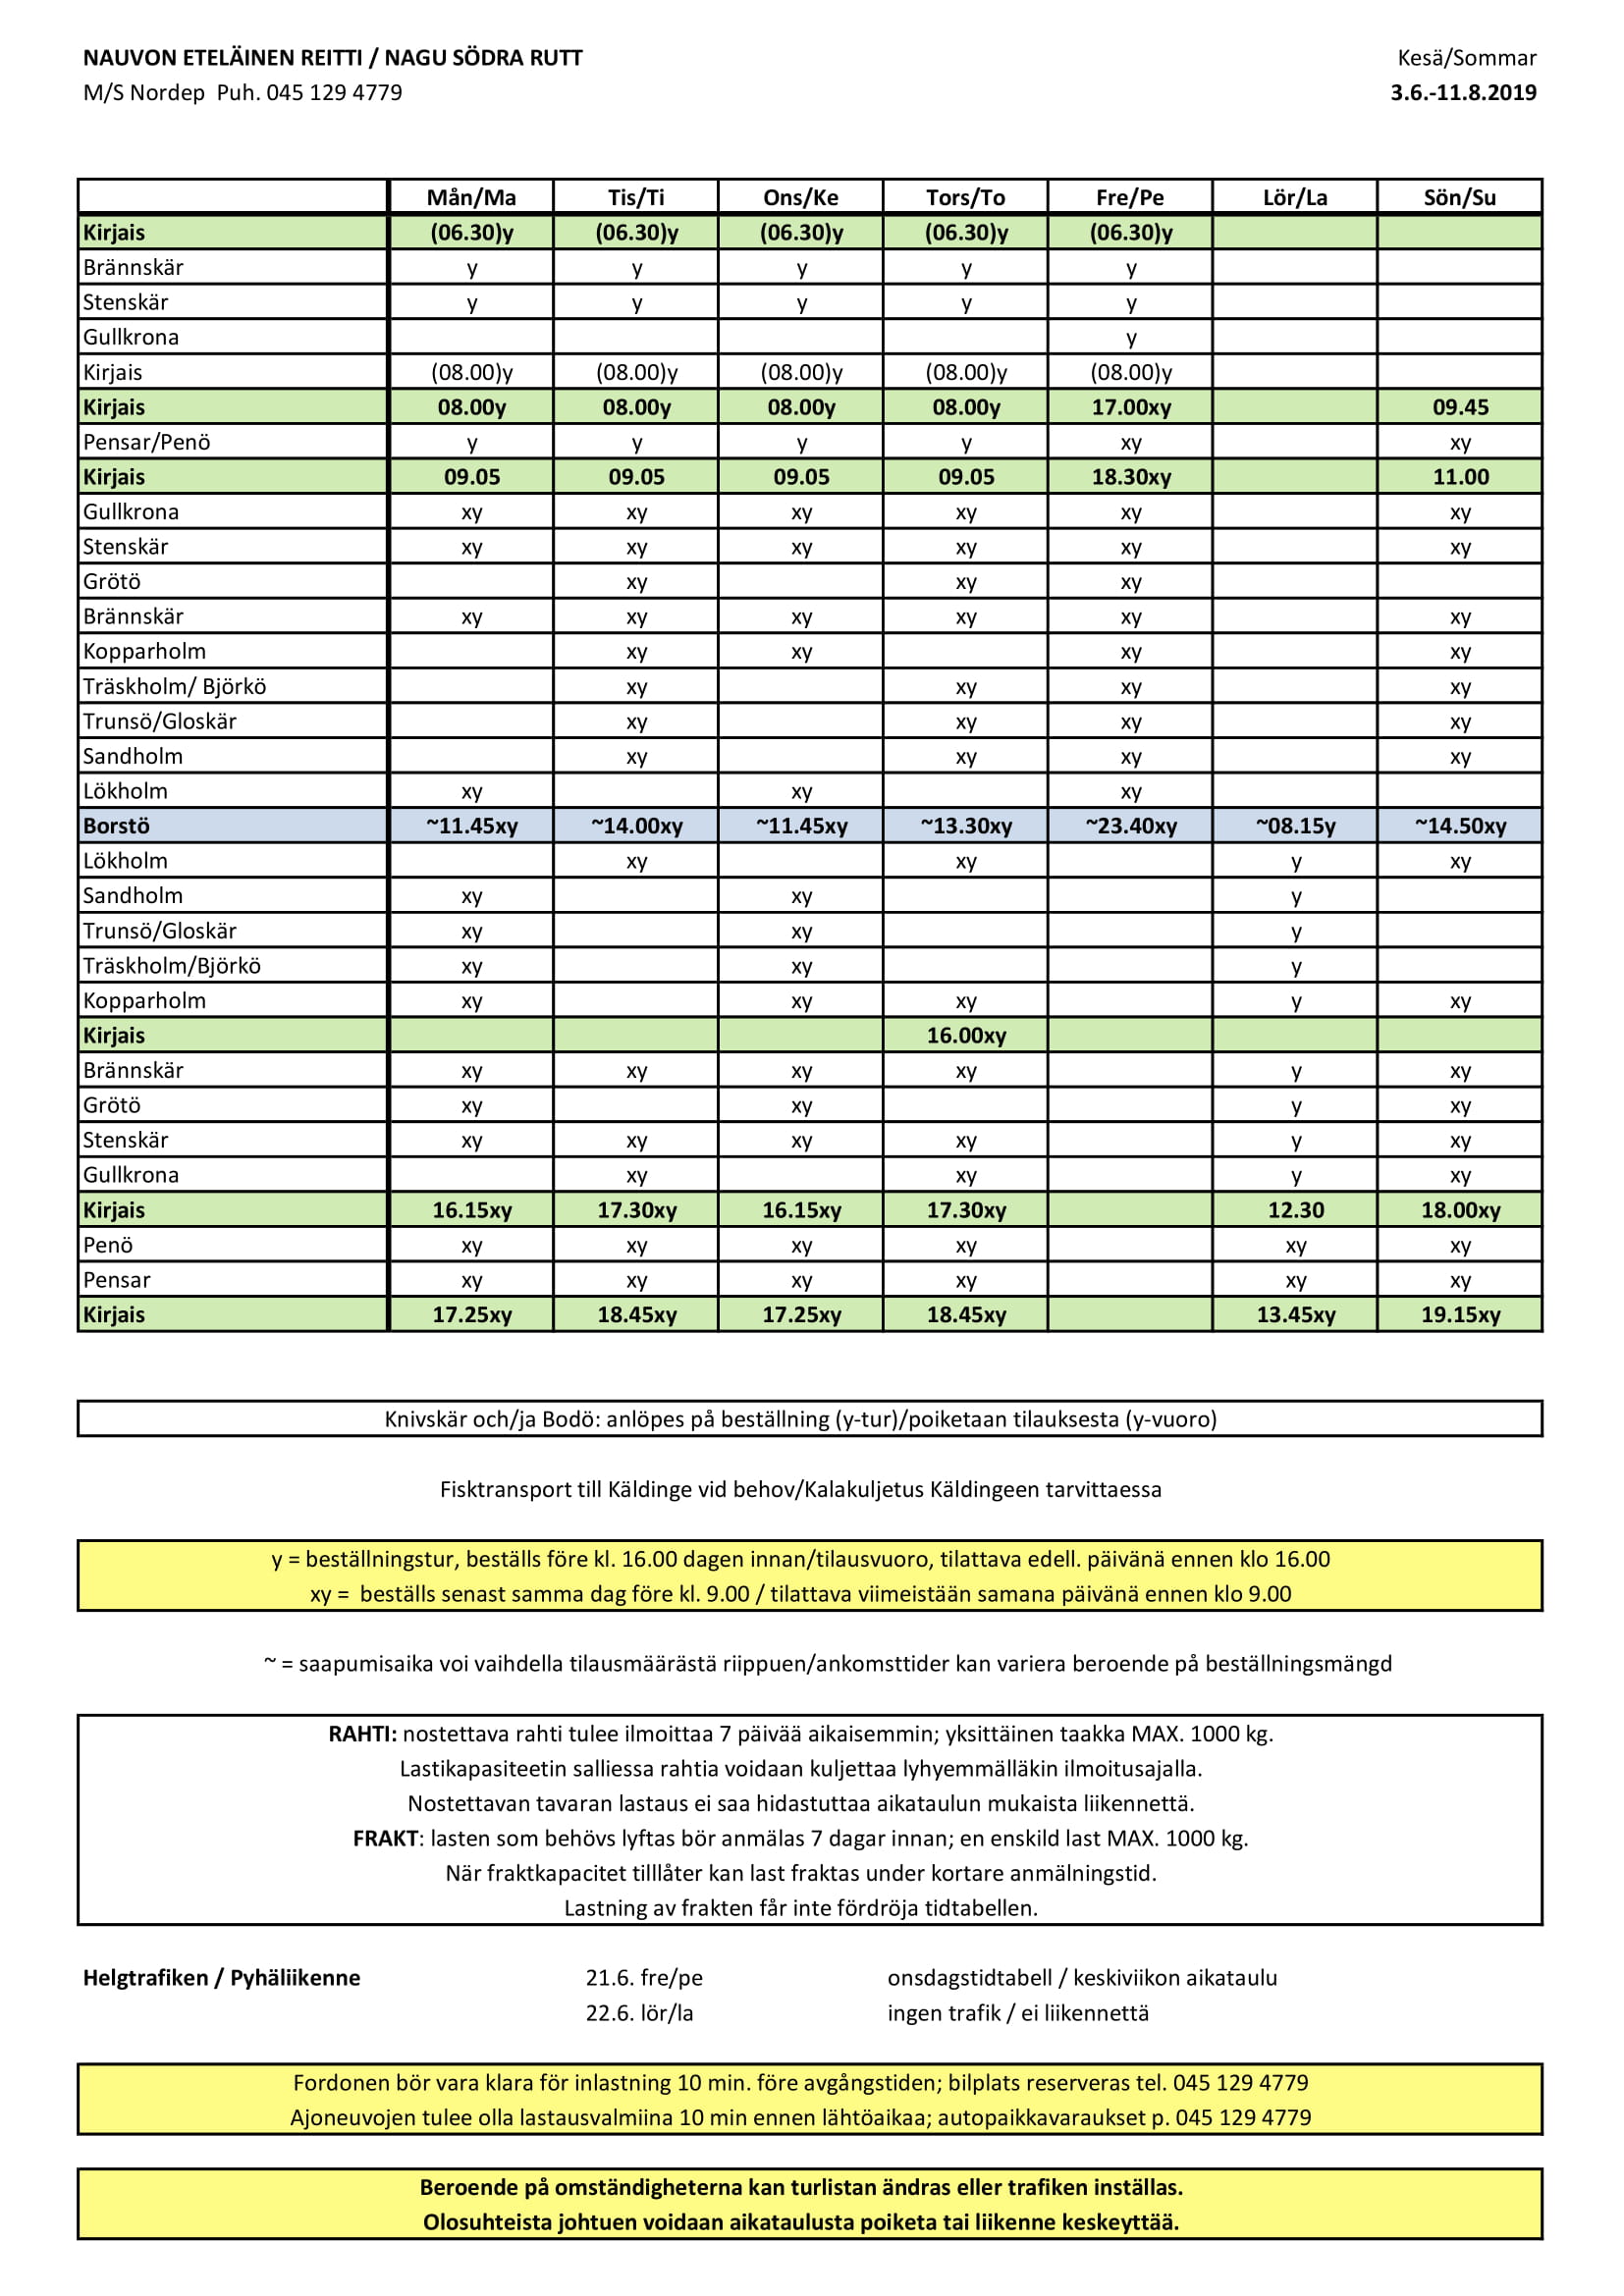 NAUVON ETELÄINEN REITTI / NAGU SÖDRA RUTT Kesä/Sommar
M/S Nordep Puh. 045 129 4779 3.6.-11.8.2019
Mån/Ma Tis/Ti Ons/Ke Tors/To Fre/Pe Lör/La Sön/Su
Kirjais (06.30)y (06.30)y (06.30)y (06.30)y (06.30)y
Brännskär y y y y y
Stenskär y y y y y
Gullkrona y
Kirjais (08.00)y (08.00)y (08.00)y (08.00)y (08.00)y
Kirjais 08.00y 08.00y 08.00y 08.00y 17.00xy 09.45
Pensar/Penö y y y y xy xy
Kirjais 09.05 09.05 09.05 09.05 18.30xy 11.00
Gullkrona xy xy xy xy xy xy
Stenskär xy xy xy xy xy xy
Grötö xy xy xy
Brännskär xy xy xy xy xy xy
Kopparholm xy xy xy xy
Träskholm/ Björkö xy xy xy xy
Trunsö/Gloskär xy xy xy xy
Sandholm xy xy xy xy
Lökholm xy xy xy
Borstö ~11.45xy ~14.00xy ~11.45xy ~13.30xy ~23.40xy ~08.15y ~14.50xy
Lökholm xy xy y xy
Sandholm xy xy y
Trunsö/Gloskär xy xy y
Träskholm/Björkö xy xy y
Kopparholm xy xy xy y xy
Kirjais 16.00xy
Brännskär xy xy xy xy y xy
Grötö xy xy y xy
Stenskär xy xy xy xy y xy
Gullkrona xy xy y xy
Kirjais 16.15xy 17.30xy 16.15xy 17.30xy 12.30 18.00xy
Penö xy xy xy xy xy xy
Pensar xy xy xy xy xy xy
Kirjais 17.25xy 18.45xy 17.25xy 18.45xy 13.45xy 19.15xy
Knivskär och/ja Bodö: anlöpes på beställning (y-tur)/poiketaan tilauksesta (y-vuoro)
Fisktransport till Käldinge vid behov/Kalakuljetus Käldingeen tarvittaessa
y = beställningstur, beställs före kl. 16.00 dagen innan/tilausvuoro, tilattava edell. päivänä ennen klo 16.00
xy = beställs senast samma dag före kl. 9.00 / tilattava viimeistään samana päivänä ennen klo 9.00
~ = saapumisaika voi vaihdella tilausmäärästä riippuen/ankomsttider kan variera beroende på beställningsmängd
RAHTI: nostettava rahti tulee ilmoittaa 7 päivää aikaisemmin; yksittäinen taakka MAX. 1000 kg.
Lastikapasiteetin salliessa rahtia voidaan kuljettaa lyhyemmälläkin ilmoitusajalla.
Nostettavan tavaran lastaus ei saa hidastuttaa aikataulun mukaista liikennettä.
FRAKT: lasten som behövs lyftas bör anmälas 7 dagar innan; en enskild last MAX. 1000 kg.
När fraktkapacitet tilllåter kan last fraktas under kortare anmälningstid.
Lastning av frakten får inte fördröja tidtabellen.
Helgtrafiken / Pyhäliikenne 21.6. fre/pe onsdagstidtabell / keskiviikon aikataulu
22.6. lör/la ingen trafik / ei liikennettä
Fordonen bör vara klara för inlastning 10 min. före avgångstiden; bilplats reserveras tel. 045 129 4779
Ajoneuvojen tulee olla lastausvalmiina 10 min ennen lähtöaikaa; autopaikkavaraukset p. 045 129 4779
Beroende på omständigheterna kan turlistan ändras eller trafiken inställas.
Olosuhteista johtuen voidaan aikataulusta poiketa tai liikenne keskeyttää.